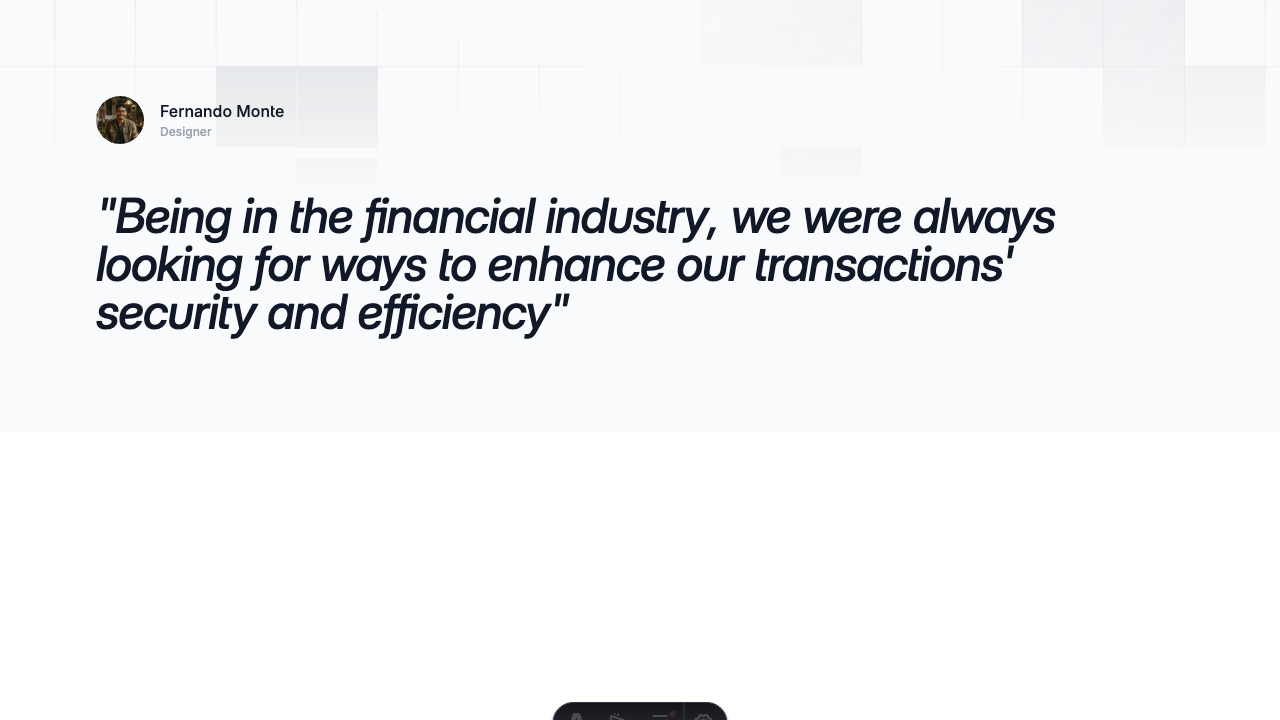 Fernando Monte
Designer
"Being in the financial industry, we were always
looking for ways to enhance our transactions'
security and efficiency"